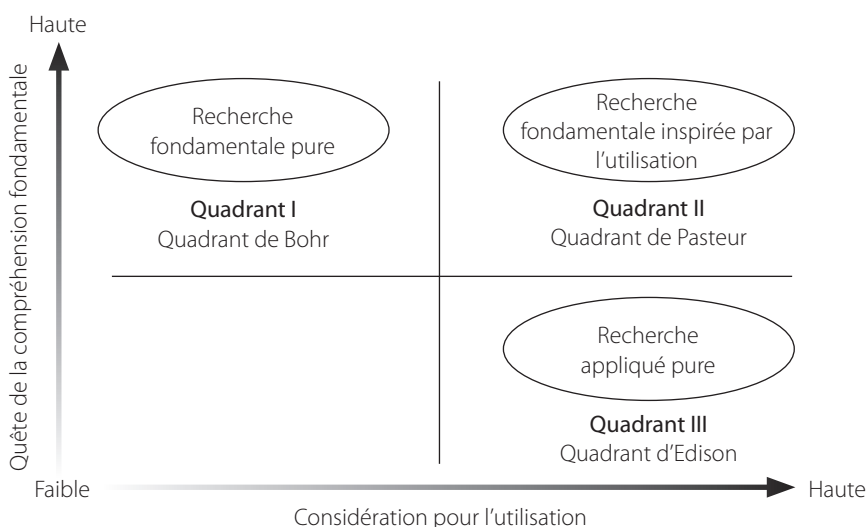 Haute
Quête de la compréhension fondamentale
Recherche
fondamentale pure
Quadrant I
Quadrant de Bohr
Recherche
fondamentale inspirée par
l'utilisation
Quadrant II
Quadrant de Pasteur
Recherche
appliqué pure
Quadrant III
Quadrant d'Edison
Faible
Haute
Considération pour l'utilisation